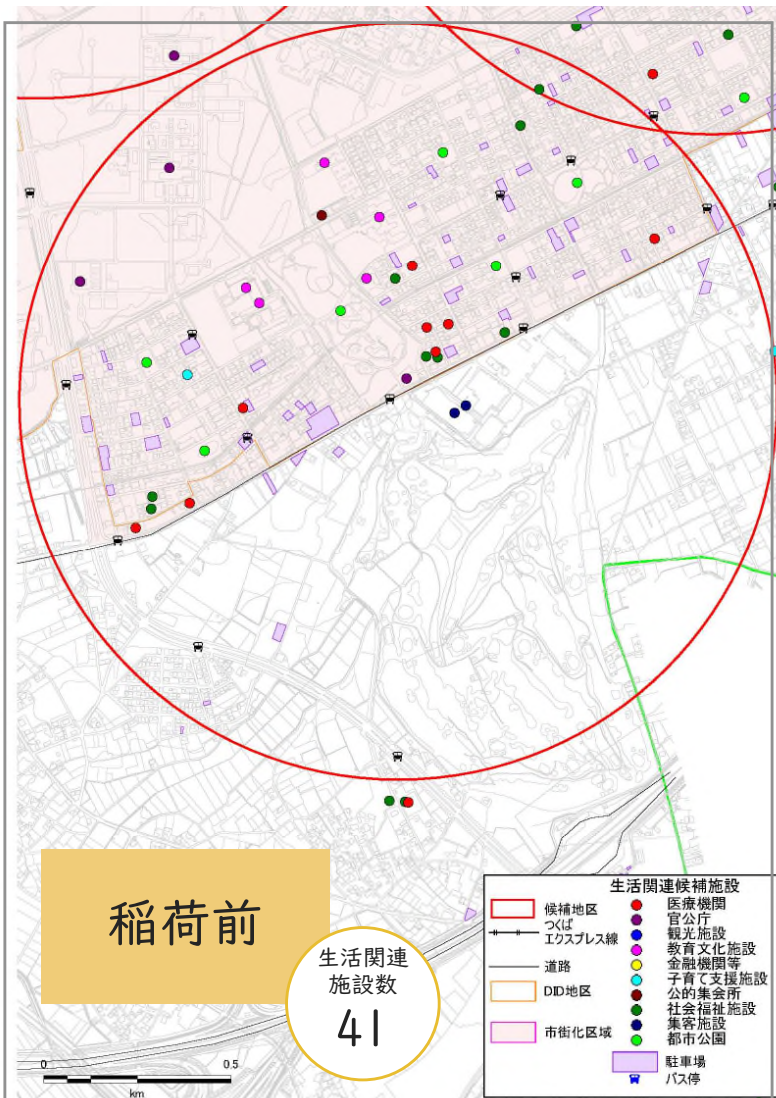 稲荷前
生活関連
施設数
41
0
0.5
km
生活関連候補施設
候補地区
つくば
エクスプレス線
道路
DID地区
市街化区域
医療機関
官公庁
観光施設
教育文化施設
金融機関等
子育て支援施設
公的集会所
社会福祉施設
集客施設
都市公園
駐車場
バス停